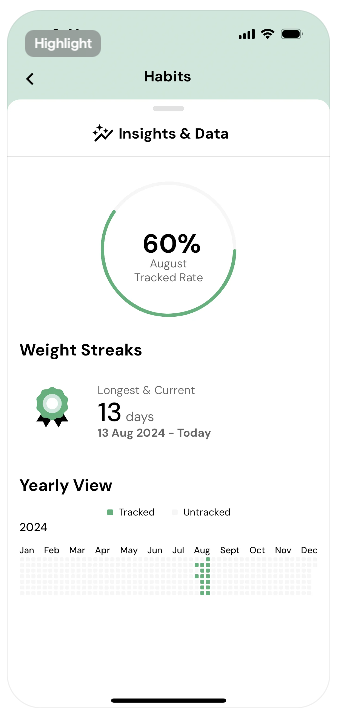 Highlight
Habits
Insights & Data
60%
August
Tracked Rate
Weight Streaks
Longest & Current
13 days
13 Aug 2024 - Today
Yearly View
Tracked Untracked
2024
Jan Feb Mar Apr May Jun Jul Aug Sept Oct Nov Dec